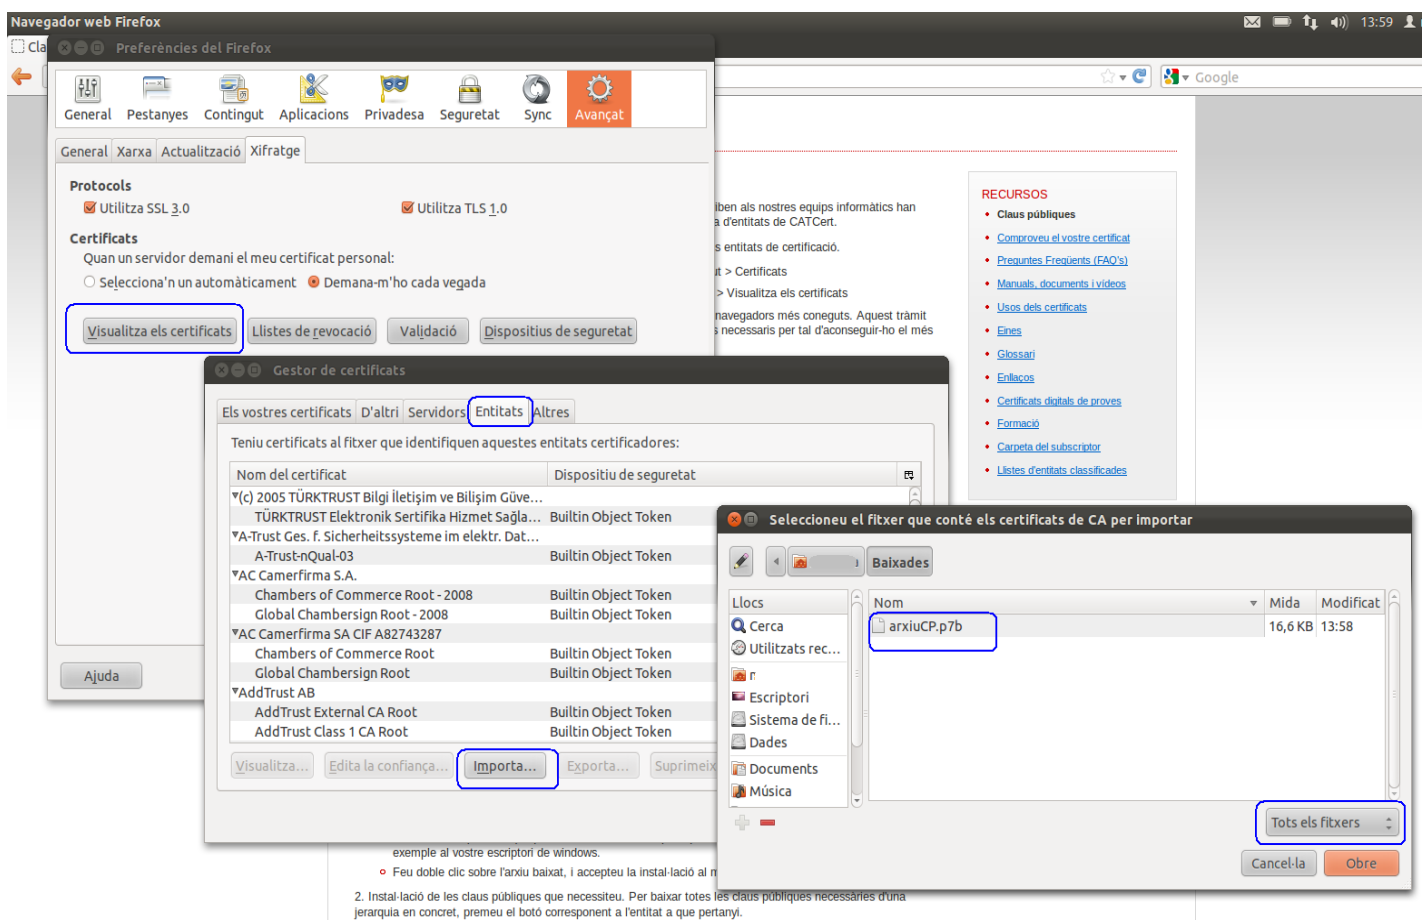 Navegador web Firefox
13:59
Cla
Preferències del Firefox
Google
General Pestanyes Contingut Aplicacions Privadesa Seguretat Sync Avançat
General Xarxa Actualització Xifratge
Protocols
Utilitza SSL 3.0 Utilitza TLS 1.0
Certificats
Quan un servidor demani el meu certificat personal:
Selecciona'n un automàticament Demana-m'ho cada vegada
Visualitza els certificats Llistes de revocació Validació Dispositius de seguretat
Ajuda
iben als nostres equips informàtics han
a d'entitats de CATCert.
s entitats de certificació.
ut > Certificats
> Visualitza els certificats
navegadors més coneguts. Aquest tràmit
s necessaris per tal d'aconseguir-ho el més
RECURSOS
Claus públiques
Comproveu el vostre certificat
Preguntes Freqüents (FAQ's)
Manuals, documents i vídeos
Usos dels certificats
Eines
Glossari
Enllaços
Certificats digitals de proves
Formació
Carpeta del subscriptor
Llistes d'entitats classificades
Gestor de certificats
Els vostres certificats D'altri Servidors Entitats Altres
Teniu certificats al fitxer que identifiquen aquestes entitats certificadores:
Nom del certificat Dispositiu de seguretat
(c) 2005 TÜRKTRUST Bilgi İletişim ve Bilişim Güve...
TÜRKTRUST Elektronik Sertifika Hizmet Sağla... Builtin Object Token
A-Trust Ges. f. Sicherheitssysteme im elektr. Dat...
A-Trust-nQual-03 Builtin Object Token
AC Camerfirma S.A.
Chambers of Commerce Root - 2008 Builtin Object Token
Global Chambersign Root - 2008 Builtin Object Token
AC Camerfirma SA CIF A82743287
Chambers of Commerce Root Builtin Object Token
Global Chambersign Root Builtin Object Token
AddTrust AB
AddTrust External CA Root Builtin Object Token
AddTrust Class 1 CA Root Builtin Object Token
Visualitza... Edita la confiança... Importa... Exporta... Suprimeix
Seleccioneu el fitxer que conté els certificats de CA per importar
Baixades
Llocs
Cerca
Utilitzats rec...
Escriptori
Sistema de fi...
Dades
Documents
Música
Nom Mida Modificat
arxiuCP.p7b 16,6 KB 13:58
Tots els fitxers
Cancel·la Obre
exemple al vostre escriptori de windows.
Feu doble clic sobre l'arxiu baixat, i accepteu la instal·lació al m
2. Instal·lació de les claus públiques que necessiteu. Per baixar totes les claus públiques necessàries d'una
jerarquia en concret, premeu el botó corresponent a l'entitat a que pertanyi.